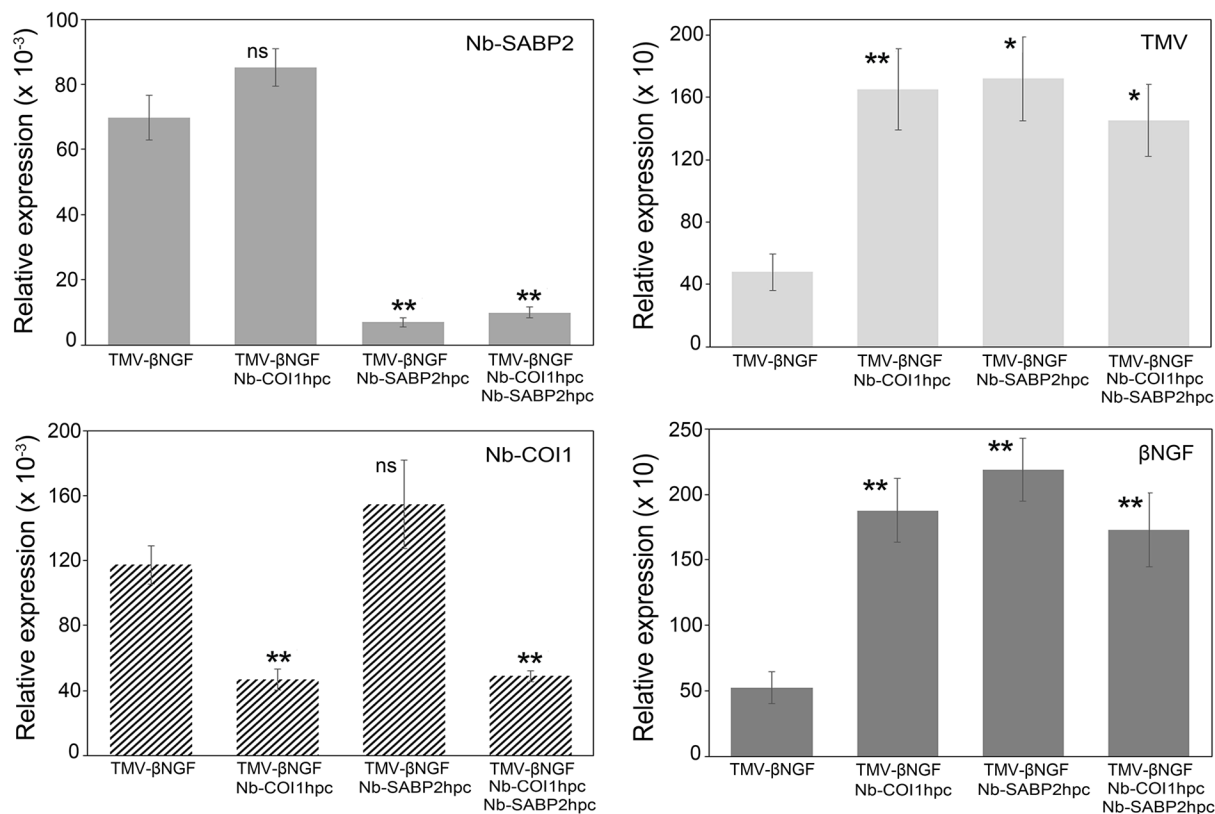 Nb-SABP2
Relative expression (x 10-3)
100
80
60
40
20
0
ns
**
**
TMV-βNGF
TMV-βNGF
Nb-COI1hpc
TMV-βNGF
Nb-SABP2hpc
TMV-βNGF
Nb-COI1hpc
Nb-SABP2hpc
TMV
Relative expression (x 10)
200
160
120
80
40
0
**
*
*
TMV-βNGF
TMV-βNGF
Nb-COI1hpc
TMV-βNGF
Nb-SABP2hpc
TMV-βNGF
Nb-COI1hpc
Nb-SABP2hpc
Nb-COI1
Relative expression (x 10-3)
200
160
120
80
40
0
**
ns
**
TMV-βNGF
TMV-βNGF
Nb-COI1hpc
TMV-βNGF
Nb-SABP2hpc
TMV-βNGF
Nb-COI1hpc
Nb-SABP2hpc
βNGF
Relative expression (x 10)
250
200
150
100
50
0
**
**
**
TMV-βNGF
TMV-βNGF
Nb-COI1hpc
TMV-βNGF
Nb-SABP2hpc
TMV-βNGF
Nb-COI1hpc
Nb-SABP2hpc